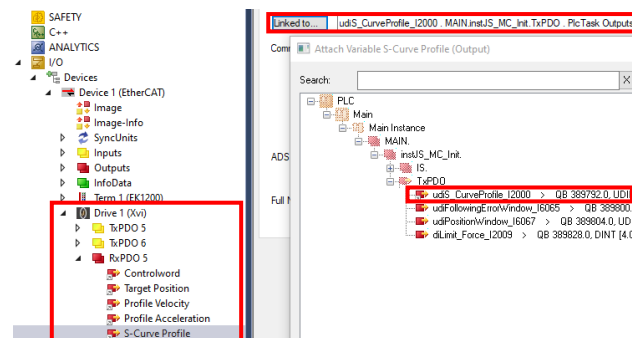 SAFETY
C++
ANALYTICS
I/O
Devices
Device 1 (EtherCAT)
Image
Image-Info
SyncUnits
Inputs
Outputs
InfoData
Term 1 (EK1200)
Drive 1 (Xvi)
TxPDO 5
TxPDO 6
RxPDO 5
Controlword
Target Position
Profile Velocity
Profile Acceleration
S-Curve Profile
Linked to... udiS_CurveProfile_I2000 . MAIN.instJS_MC_Init.TxPDO . PlcTask Outputs
Com
ADS
Full N
Attach Variable S-Curve Profile (Output)
Search: X
PLC
Main
Main Instance
MAIN.
instJS_MC_Init.
IS.
TxPDO
udiS_CurveProfile_I2000 > QB 389792.0, UDI
udiFollowingErrorWindow_I6065 > QB 389800.
udiPositionWindow_I6067 > QB 389804.0, UD
diLimit_Force_I2009 > QB 389828.0, DINT [4.0